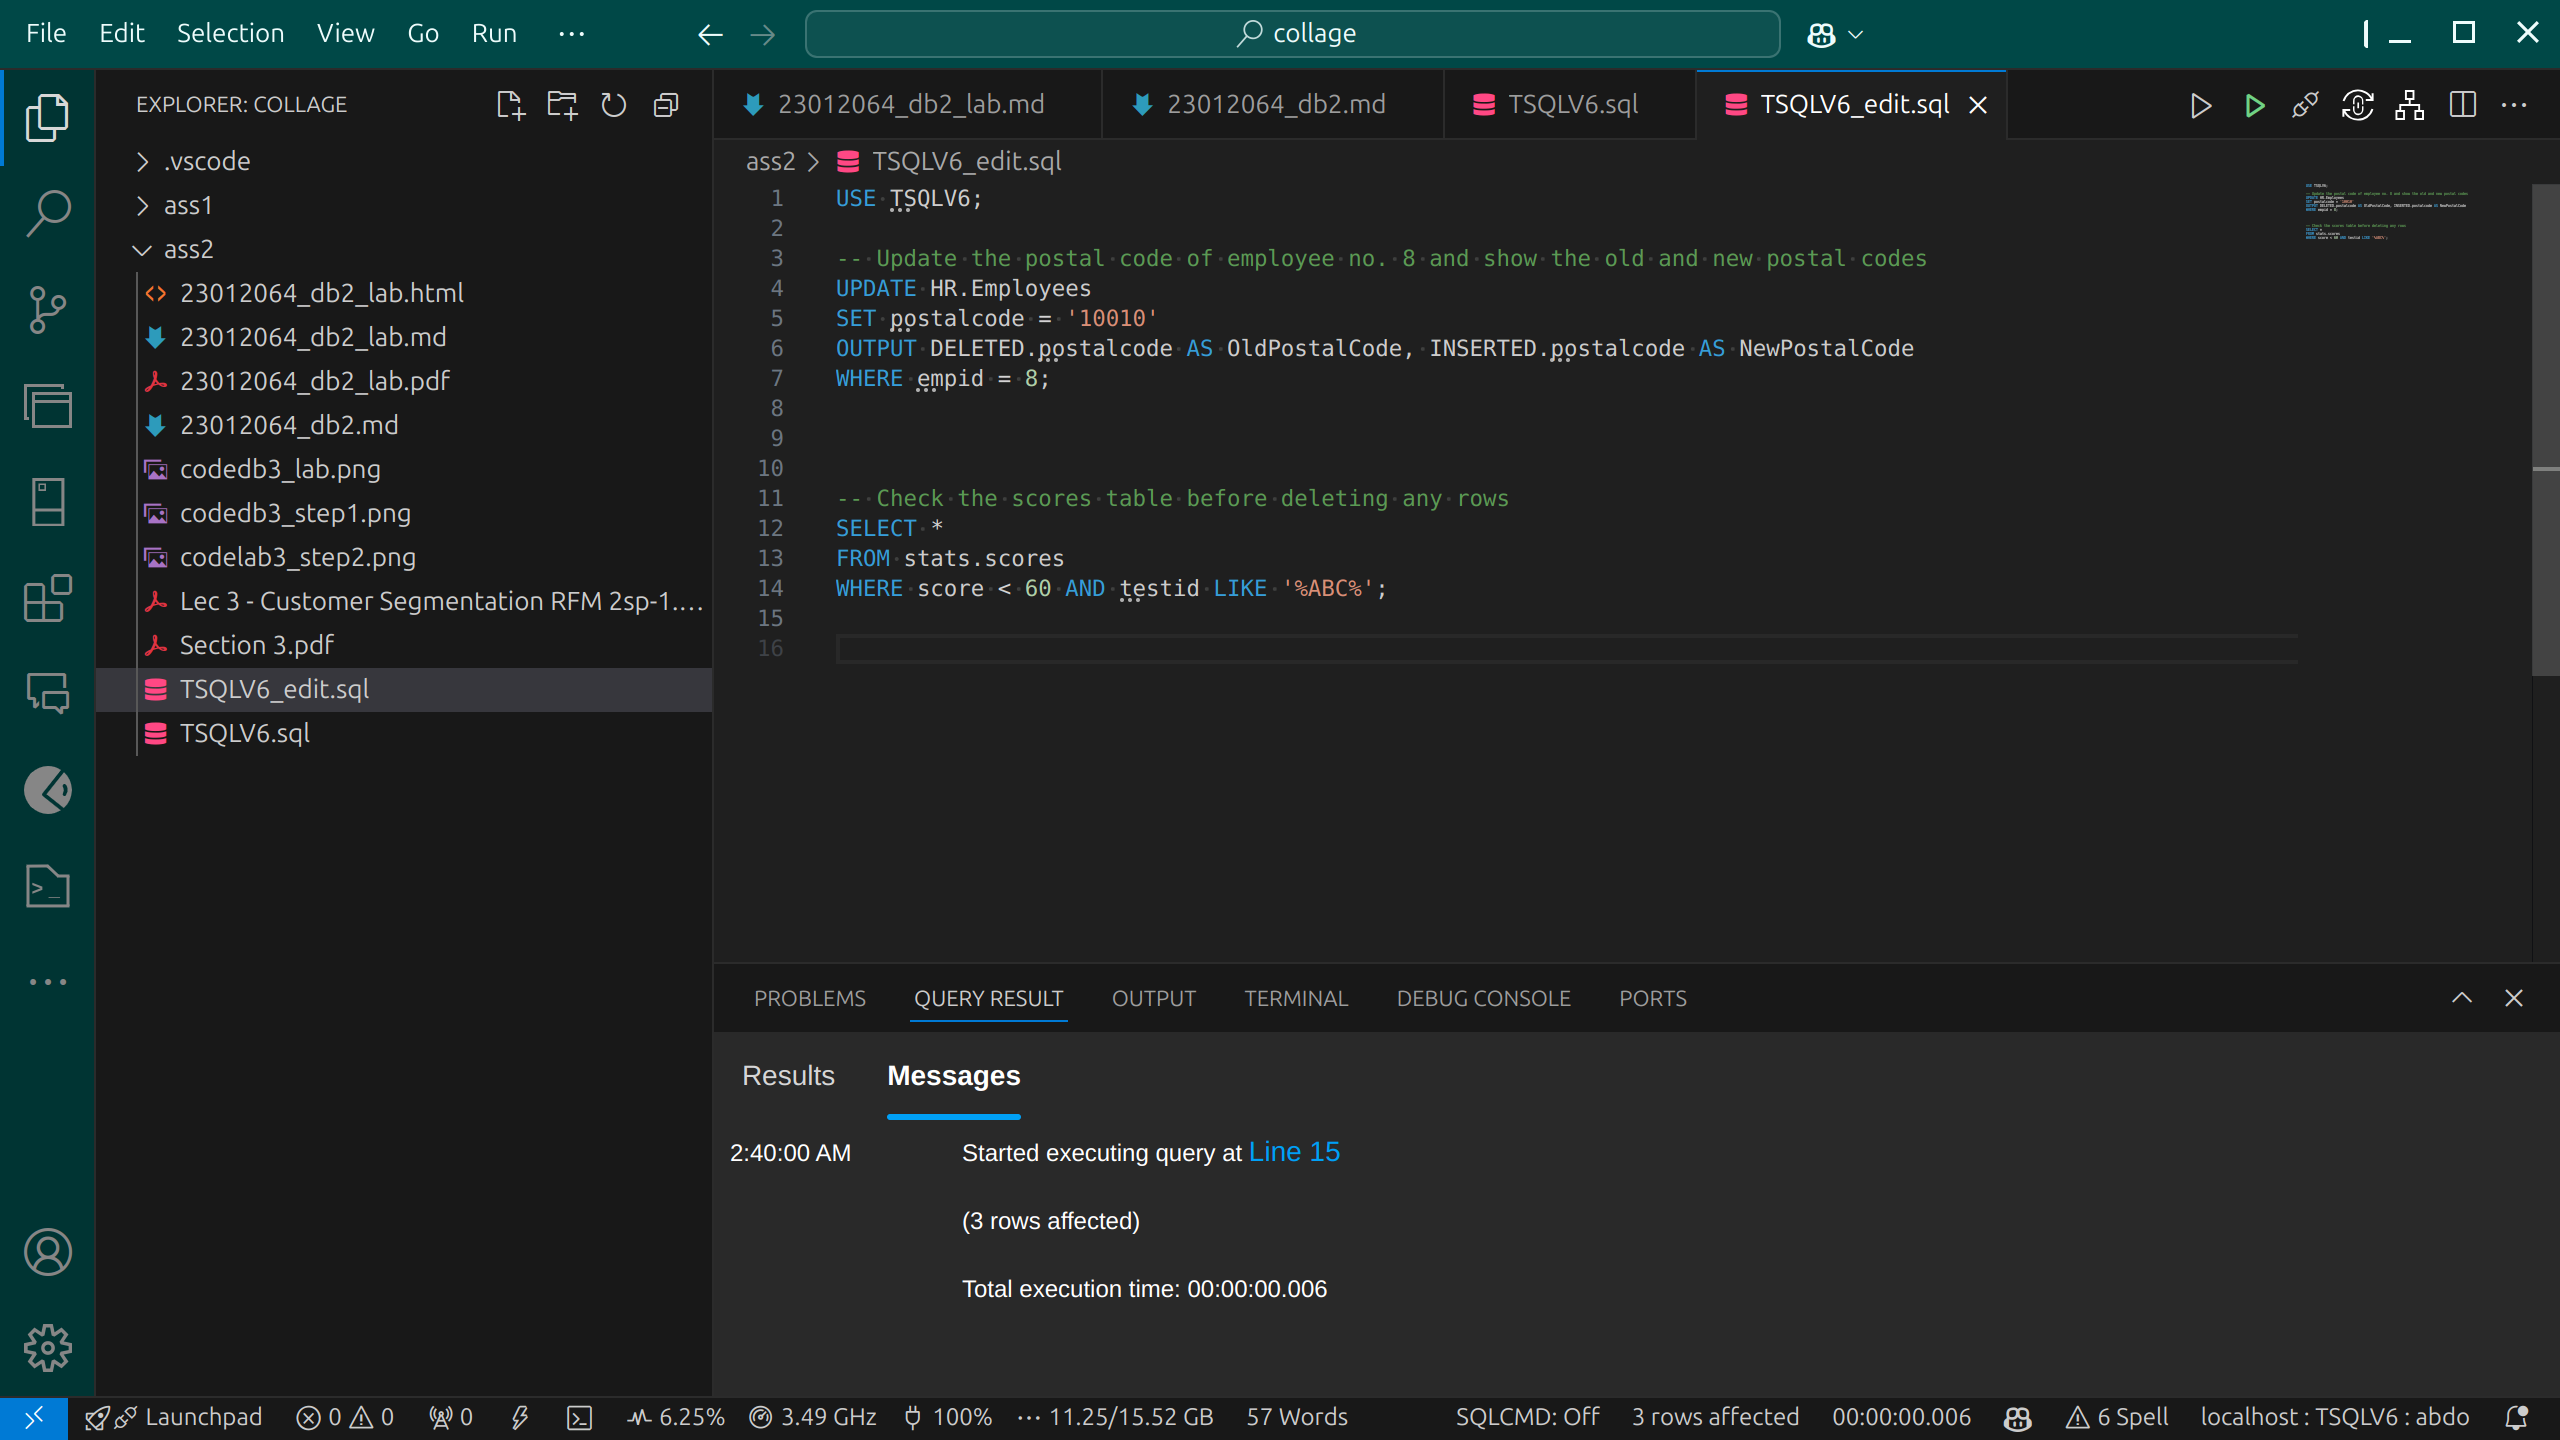 File Edit Selection View Go Run ··· collage
EXPLORER: COLLAGE
.vscode
ass1
ass2
23012064_db2_lab.html
23012064_db2_lab.md
23012064_db2_lab.pdf
23012064_db2.md
codedb3_lab.png
codedb3_step1.png
codelab3_step2.png
Lec 3 - Customer Segmentation RFM 2sp-1.…
Section 3.pdf
TSQLV6_edit.sql
TSQLV6.sql
23012064_db2_lab.md 23012064_db2.md TSQLV6.sql TSQLV6_edit.sql
ass2 > TSQLV6_edit.sql
1 USE TSQLV6;
2
3 -- Update the postal code of employee no. 8 and show the old and new postal codes
4 UPDATE HR.Employees
5 SET postalcode = '10010'
6 OUTPUT DELETED.postalcode AS OldPostalCode, INSERTED.postalcode AS NewPostalCode
7 WHERE empid = 8;
8
9
10
11 -- Check the scores table before deleting any rows
12 SELECT *
13 FROM stats.scores
14 WHERE score < 60 AND testid LIKE '%ABC%';
15
16
PROBLEMS QUERY RESULT OUTPUT TERMINAL DEBUG CONSOLE PORTS
Results Messages
2:40:00 AM Started executing query at Line 15
(3 rows affected)
Total execution time: 00:00:00.006
Launchpad 0 0 0 6.25% 3.49 GHz 100% ··· 11.25/15.52 GB 57 Words SQLCMD: Off 3 rows affected 00:00:00.006 6 Spell localhost : TSQLV6 : abdo